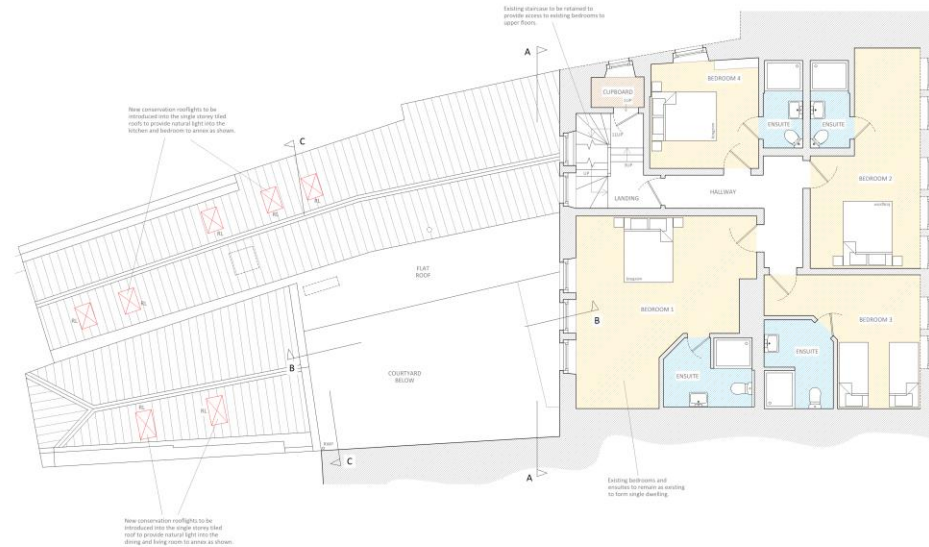 Existing staircase to be retained to
provide access to existing bedrooms to
upper floors.
A
New conservation rooflights to be
introduced into the single storey tiled
roofs to provide natural light into the
kitchen and bedroom to annex as shown.
C
RL
RL
RL
RL
RL
CUPBOARD
BEDROOM 4
ENSUITE
ENSUITE
BEDROOM 2
UP
LANDING
HALLWAY
FLAT
ROOF
BEDROOM 1
B
BEDROOM 3
B
COURTYARD
BELOW
ENSUITE
ENSUITE
RL
RL
C
A
Existing bedrooms and
ensuites to remain as existing
to form single dwelling.
New conservation rooflights to be
introduced into the single storey tiled
roof to provide natural light into the
dining and living room to annex as shown.